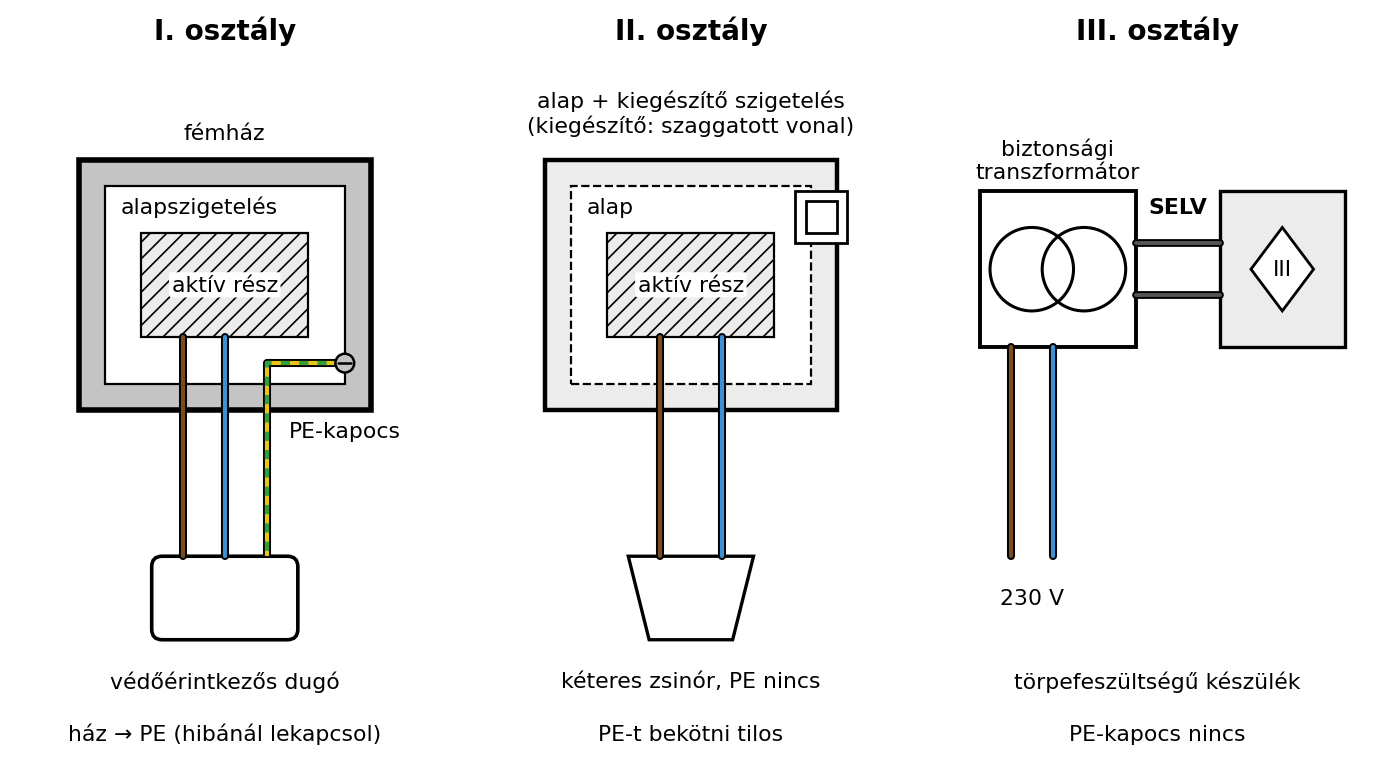 I. osztály
II. osztály
III. osztály
alap + kiegészítő szigetelés
(kiegészítő: szaggatott vonal)
fémház
biztonsági
transzformátor
alapszigetelés
alap
SELV
aktív rész
aktív rész
III
PE-kapocs
230 V
védőérintkezős dugó
kéteres zsinór, PE nincs
törpefeszültségű készülék
ház → PE (hibánál lekapcsol)
PE-t bekötni tilos
PE-kapocs nincs